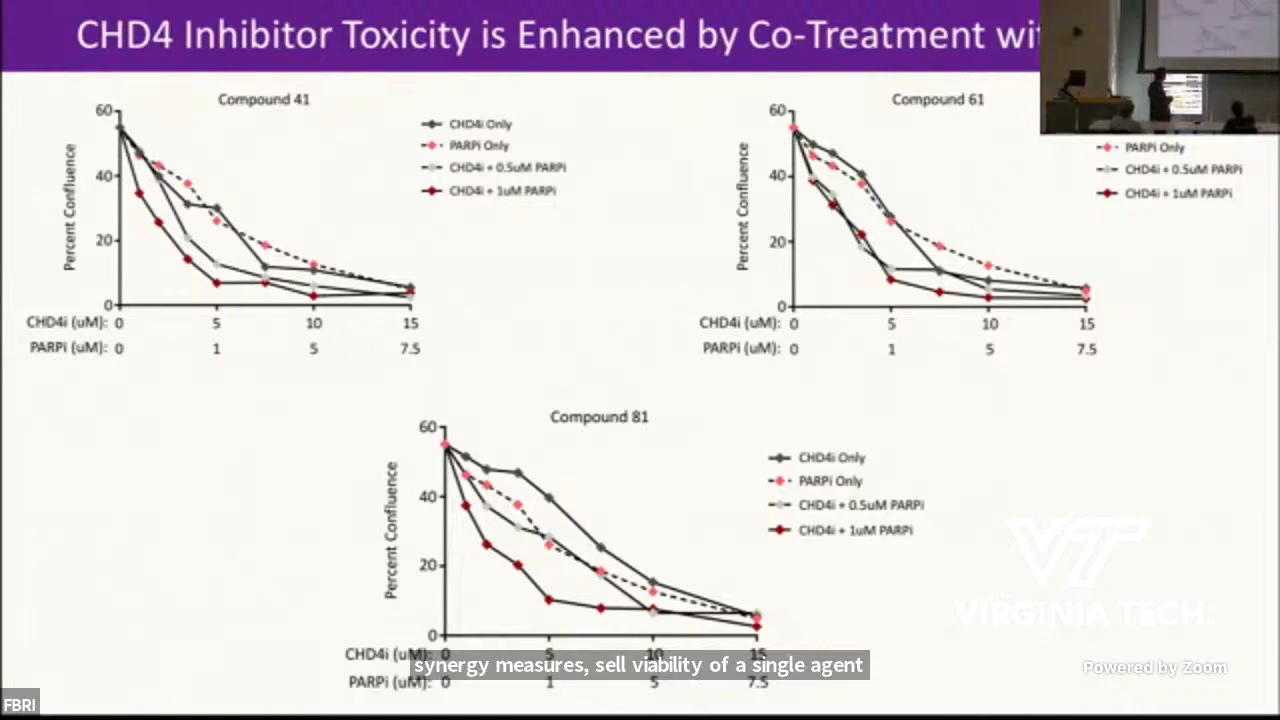 CHD4 Inhibitor Toxicity is Enhanced by Co-Treatment
Compound 41
60
40
20
0
Percent Confluence
CHD4i Only
PARPi Only
CHD4i + 0.5uM PARPi
CHD4i + 1uM PARPi
CHD4i (uM): 0 5 10 15
PARPi (uM): 0 1 5 7.5
Compound 61
60
40
20
0
Percent Confluence
PARPi Only
CHD4i + 0.5uM PARPi
CHD4i + 1uM PARPi
CHD4i (uM): 0 5 10 15
PARPi (uM): 0 1 5 7.5
Compound 81
60
40
20
0
Percent Confluence
CHD4i Only
PARPi Only
CHD4i + 0.5uM PARPi
CHD4i + 1uM PARPi
CHD4i (uM): 0 5 10 15
synergy measures, sell viability of a single agent
PARPi (uM): 0 1 5 7.5
VT
VIRGINIA TECH.
Powered by Zoom
FBRI